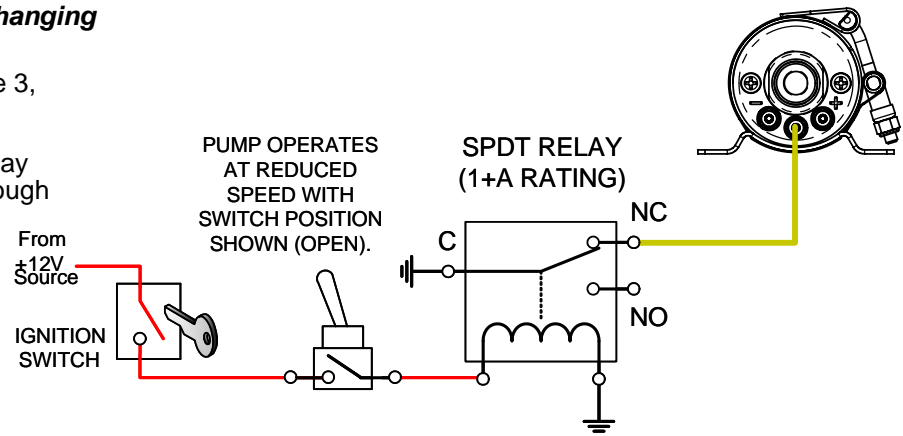 hanging
e 3,
ay
ough
PUMP OPERATES
AT REDUCED
SPEED WITH
SWITCH POSITION
SHOWN (OPEN).
SPDT RELAY
(1+A RATING)
NC
C
NO
From
+12V
Source
IGNITION
SWITCH
- +